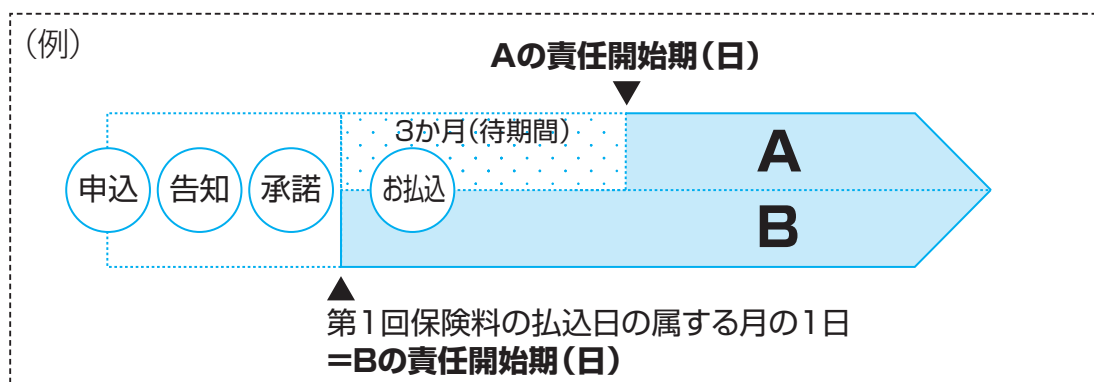 (例)
Aの責任開始期(日)
▼
3か月(待期間)
A
申込
告知
承諾
お払込
B
▲
第1回保険料の払込日の属する月の1日
=Bの責任開始期(日)